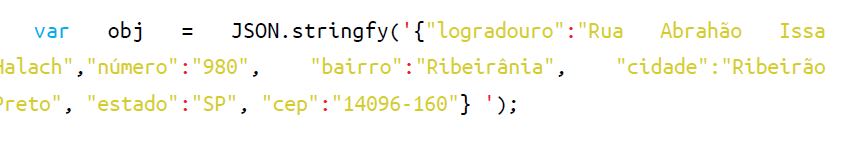 var obj = JSON.stringfy('{"logradouro":"Rua Abrahão Issa
Halach","número":"980", "bairro":"Ribeirânia", "cidade":"Ribeirão
Preto", "estado":"SP", "cep":"14096-160"} ');